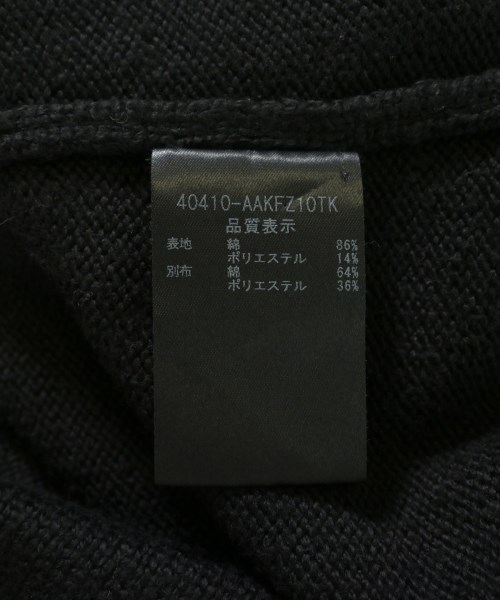 40410-AAKFZ10TK
品質表示
表地 綿 86%
ポリエステル 14%
別布 綿 64%
ポリエステル 36%